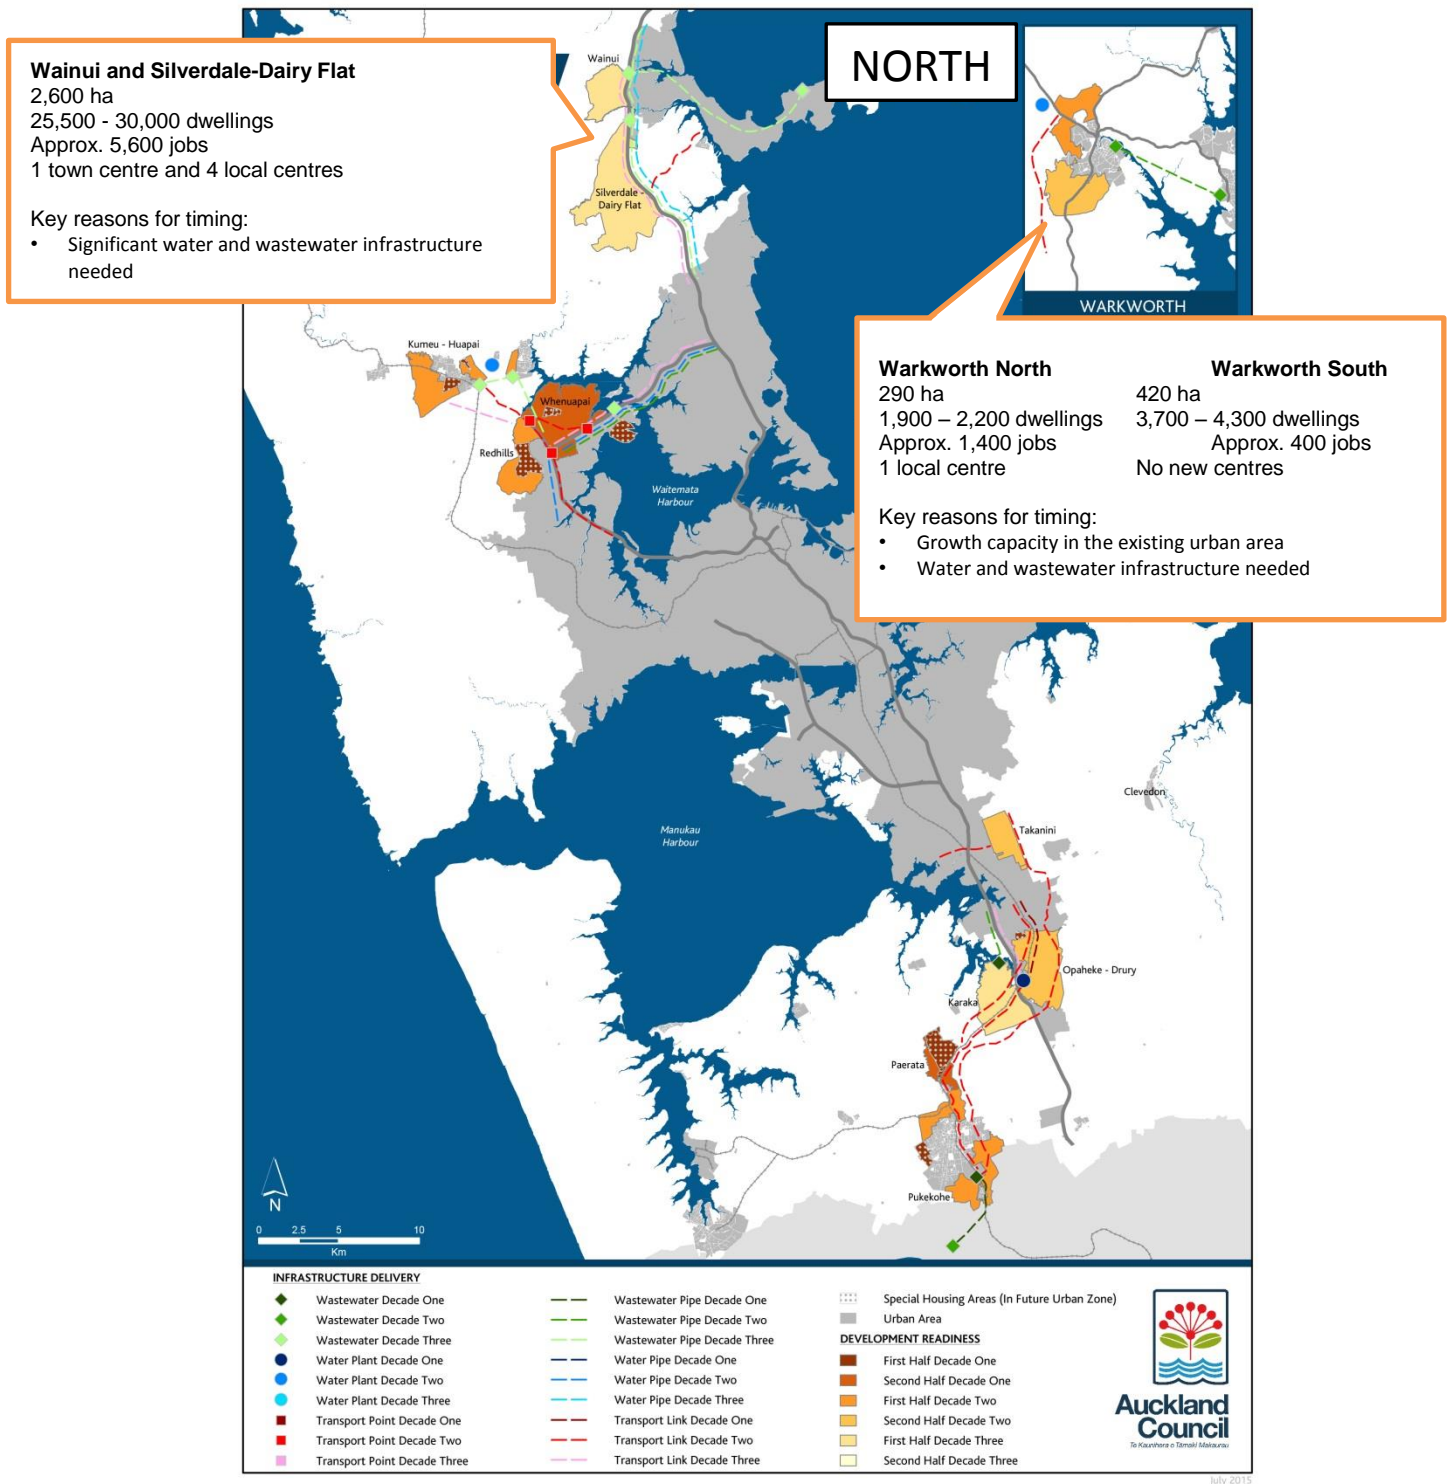 NORTH
Wainui and Silverdale-Dairy Flat
2,600 ha
25,500 - 30,000 dwellings
Approx. 5,600 jobs
1 town centre and 4 local centres
Key reasons for timing:
• Significant water and wastewater infrastructure
needed
Wainui
Silverdale -
Dairy Flat
WARKWORTH
Warkworth North
290 ha
1,900 – 2,200 dwellings
Approx. 1,400 jobs
1 local centre
Warkworth South
420 ha
3,700 – 4,300 dwellings
Approx. 400 jobs
No new centres
Key reasons for timing:
• Growth capacity in the existing urban area
• Water and wastewater infrastructure needed
Kumeu - Huapai
Whenuapai
Redhills
Waitemata
Harbour
Clevedon
Takanini
Manukau
Harbour
Opaheke - Drury
Karaka
Paerata
Pukekohe
N
0 2.5 5 10
Km
INFRASTRUCTURE DELIVERY
Wastewater Decade One
Wastewater Decade Two
Wastewater Decade Three
Water Plant Decade One
Water Plant Decade Two
Water Plant Decade Three
Transport Point Decade One
Transport Point Decade Two
Transport Point Decade Three
Wastewater Pipe Decade One
Wastewater Pipe Decade Two
Wastewater Pipe Decade Three
Water Pipe Decade One
Water Pipe Decade Two
Water Pipe Decade Three
Transport Link Decade One
Transport Link Decade Two
Transport Link Decade Three
Special Housing Areas (In Future Urban Zone)
Urban Area
DEVELOPMENT READINESS
First Half Decade One
Second Half Decade One
First Half Decade Two
Second Half Decade Two
First Half Decade Three
Second Half Decade Three
Auckland
Council
Te Kaunihera o Tāmaki Makaurau
July 2015